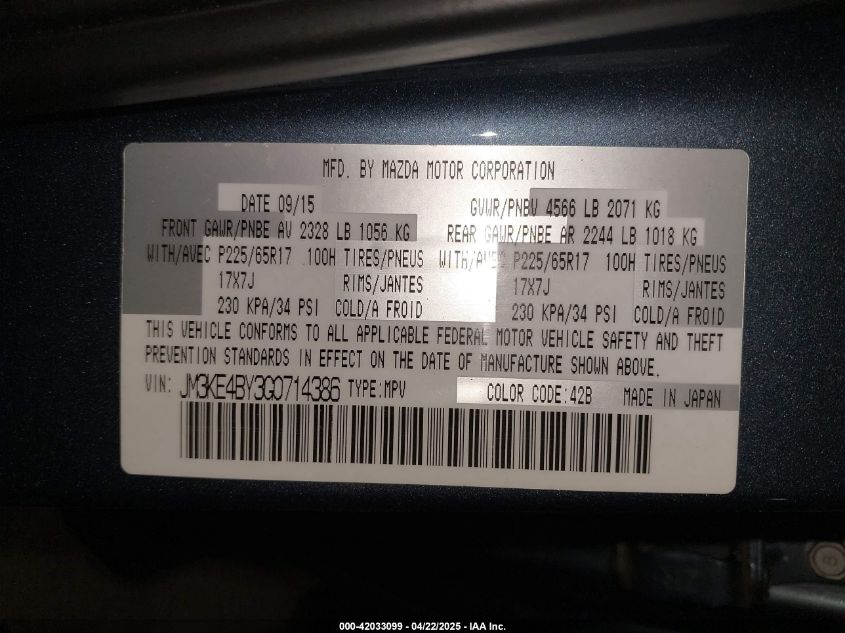 MFD. BY MAZDA MOTOR CORPORATION
DATE 09/15 GVWR/PNBV 4566 LB 2071 KG
FRONT GAWR/PNBE AV 2328 LB 1056 KG REAR GAWR/PNBE AR 2244 LB 1018 KG
WITH/AVEC P225/65R17 100H TIRES/PNEUS WITH/AVEC P225/65R17 100H TIRES/PNEUS
17X7J RIMS/JANTES 17X7J RIMS/JANTES
230 KPA/34 PSI COLD/A FROID 230 KPA/34 PSI COLD/A FROID
THIS VEHICLE CONFORMS TO ALL APPLICABLE FEDERAL MOTOR VEHICLE SAFETY AND THEFT
PREVENTION STANDARDS IN EFFECT ON THE DATE OF MANUFACTURE SHOWN ABOVE.
VIN: JM3KE4BY3G0714386 TYPE:MPV COLOR CODE:42B MADE IN JAPAN
000-42033099 - 04/22/2025 - IAA Inc.